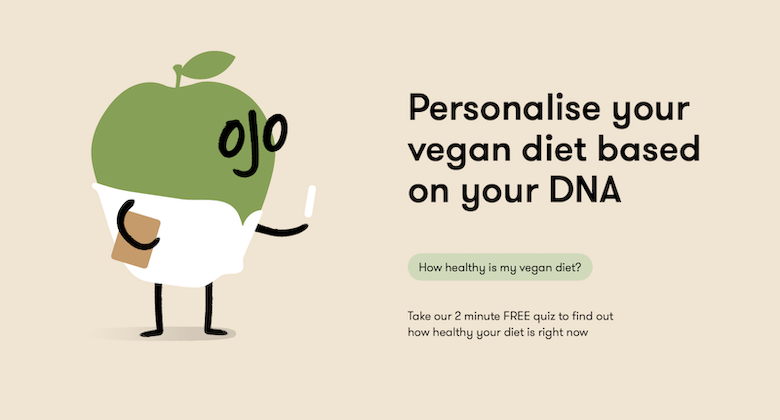 Personalise your
vegan diet based
on your DNA
How healthy is my vegan diet?
Take our 2 minute FREE quiz to find out
how healthy your diet is right now